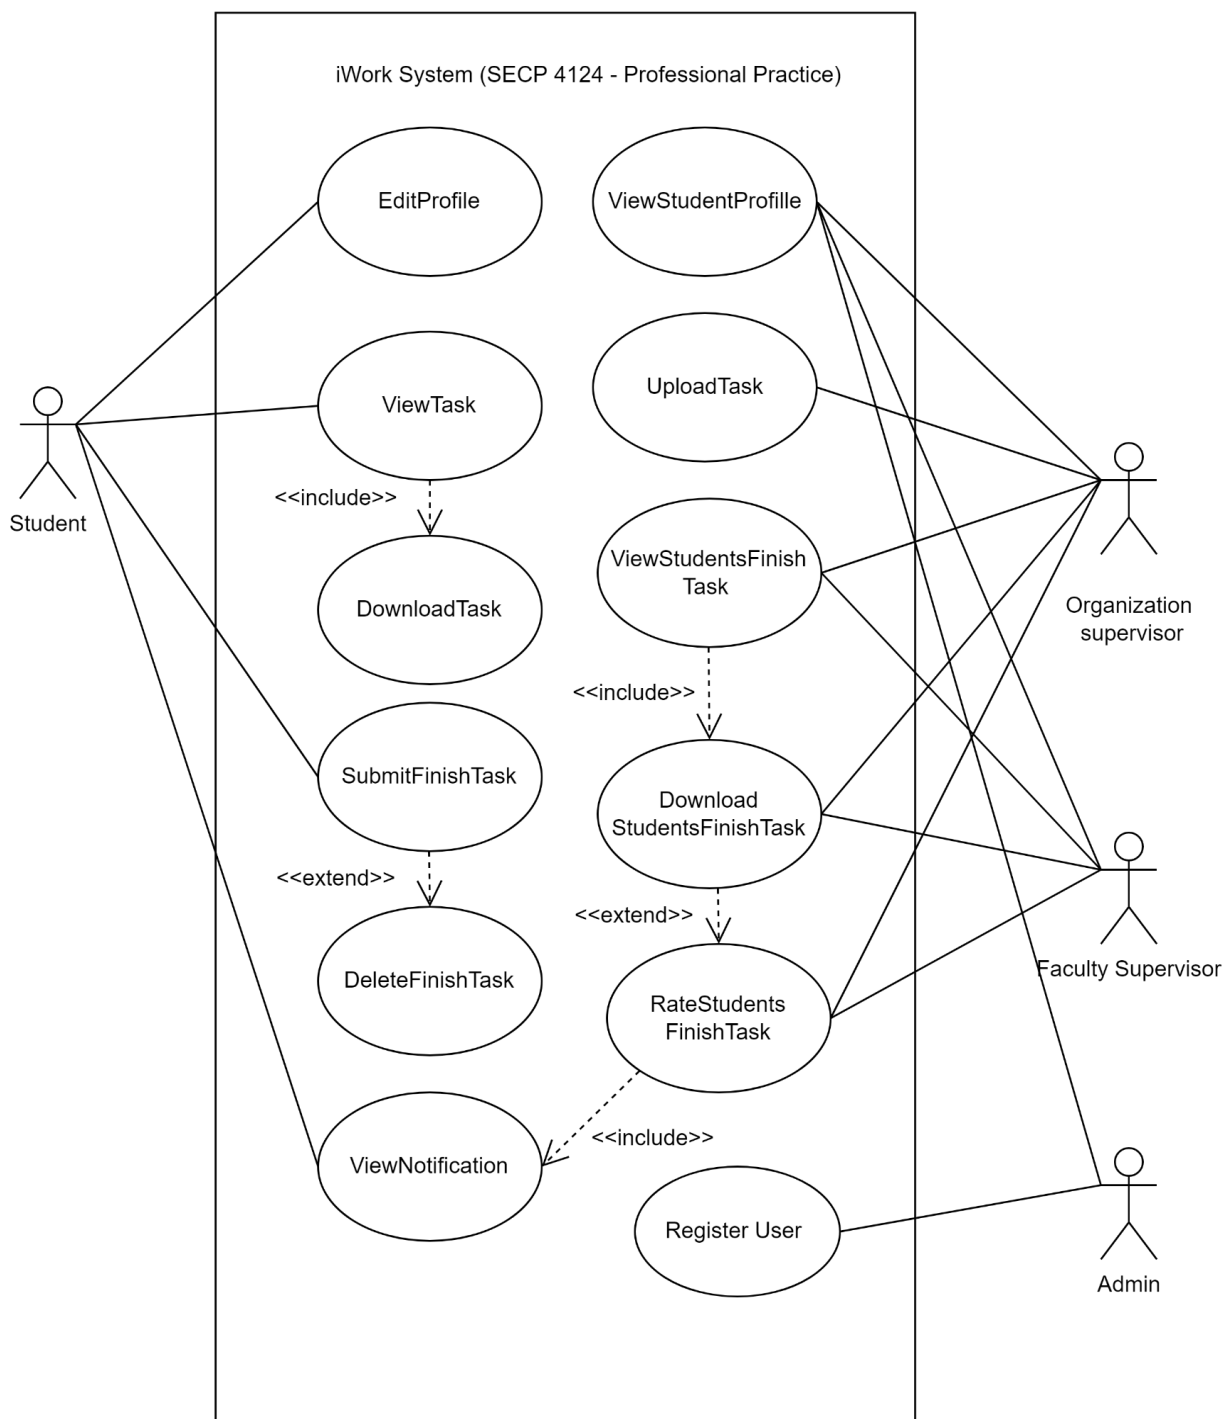 iWork System (SECP 4124 - Professional Practice)
EditProfile
ViewStudentProfille
ViewTask
UploadTask
Student
<<include>>
ViewStudentsFinish
Task
DownloadTask
Organization
supervisor
<<include>>
SubmitFinishTask
Download
StudentsFinishTask
<<extend>>
<<extend>>
DeleteFinishTask
RateStudents
FinishTask
Faculty Supervisor
ViewNotification
<<include>>
Register User
Admin